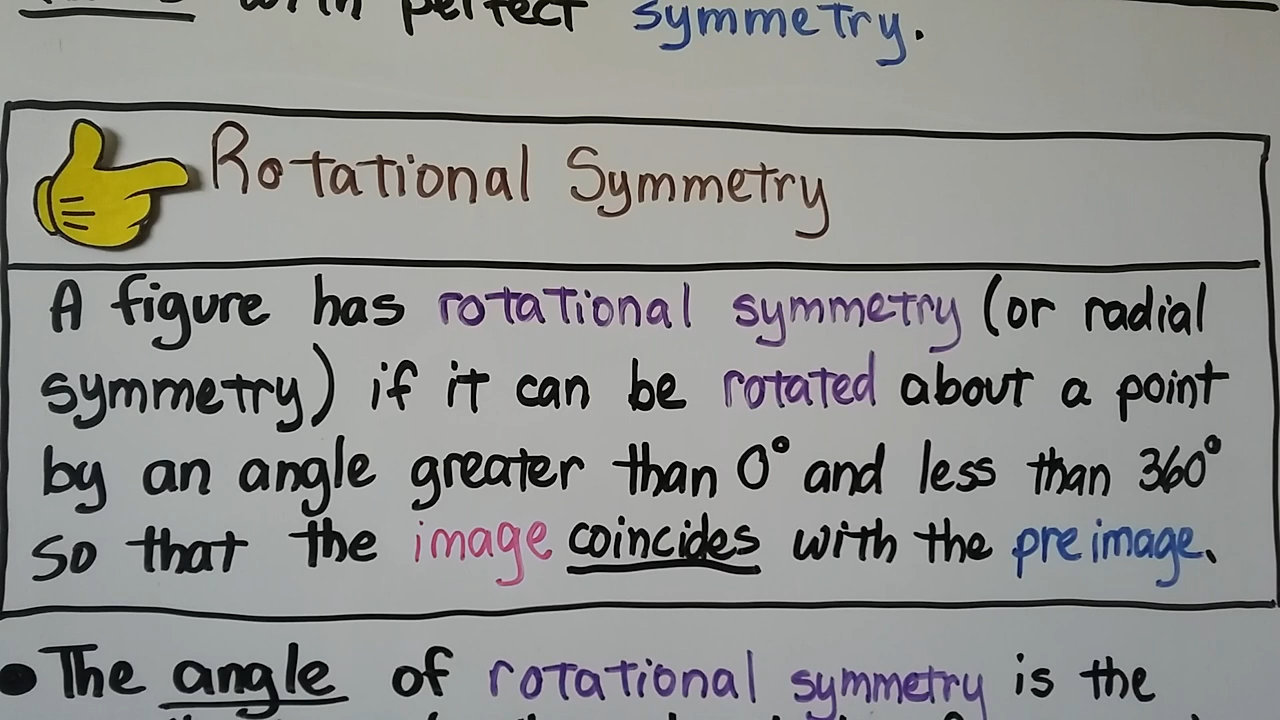 with perfect symmetry.
Rotational Symmetry
A figure has rotational symmetry (or radial
symmetry) if it can be rotated about a point
by an angle greater than 0° and less than 360°
so that the image coincides with the preimage.
• The angle of rotational symmetry is the